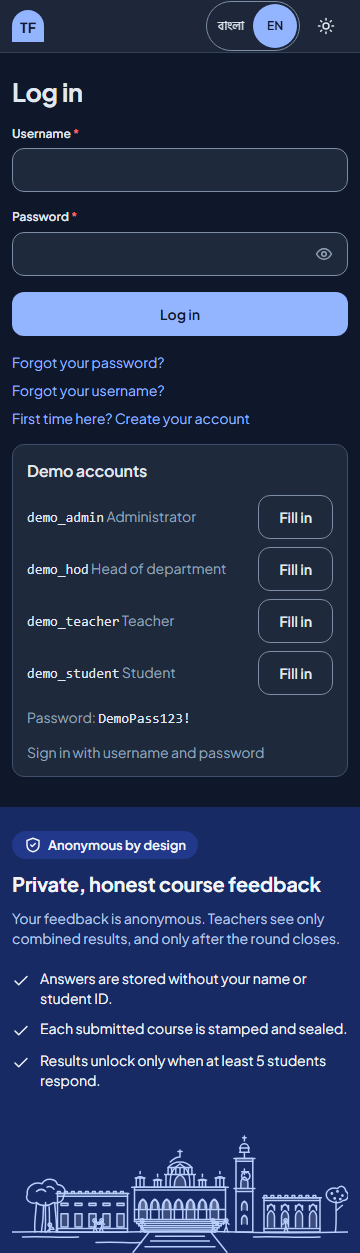 TF
বাংলা
EN
Log in
Username *
Password *
Log in
Forgot your password?
Forgot your username?
First time here? Create your account
Demo accounts
demo_admin Administrator
Fill in
demo_hod Head of department
Fill in
demo_teacher Teacher
Fill in
demo_student Student
Fill in
Password: DemoPass123!
Sign in with username and password
Anonymous by design
Private, honest course feedback
Your feedback is anonymous. Teachers see only
combined results, and only after the round closes.
Answers are stored without your name or
student ID.
Each submitted course is stamped and sealed.
Results unlock only when at least 5 students
respond.